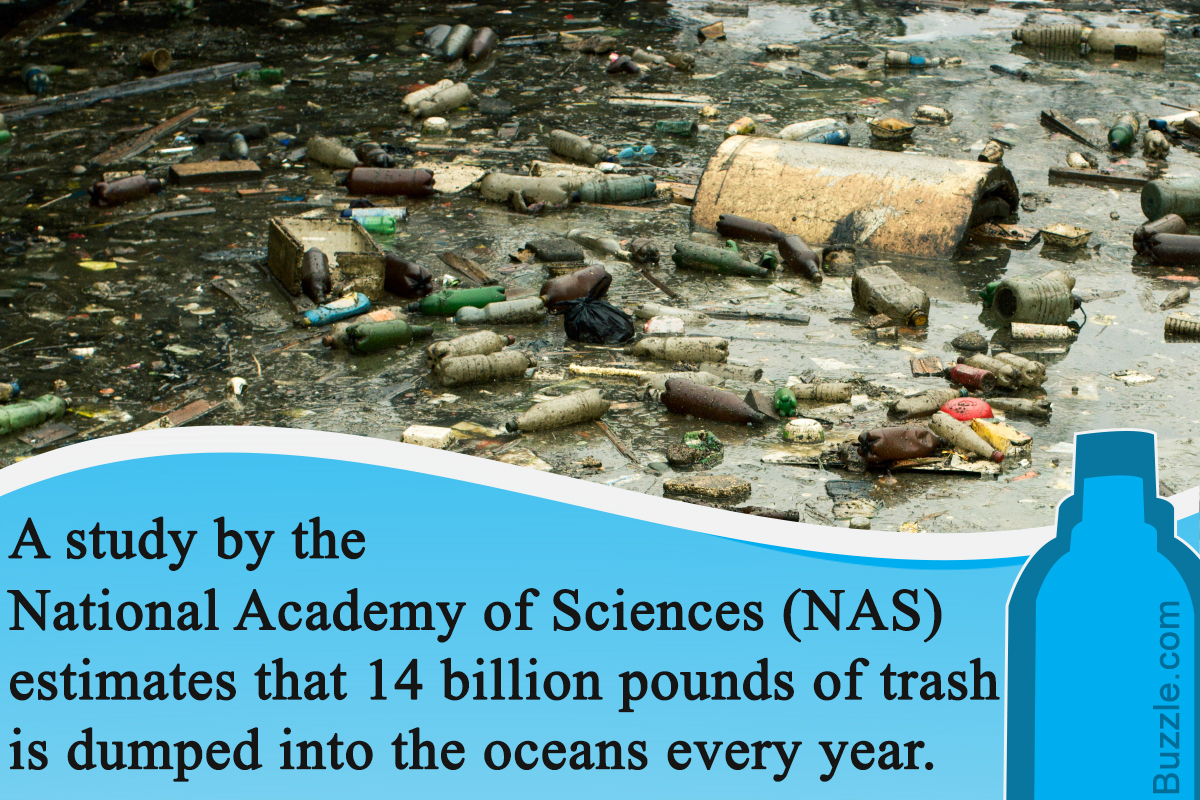 A study by the
National Academy of Sciences (NAS)
estimates that 14 billion pounds of trash
is dumped into the oceans every year.
Buzzle.com